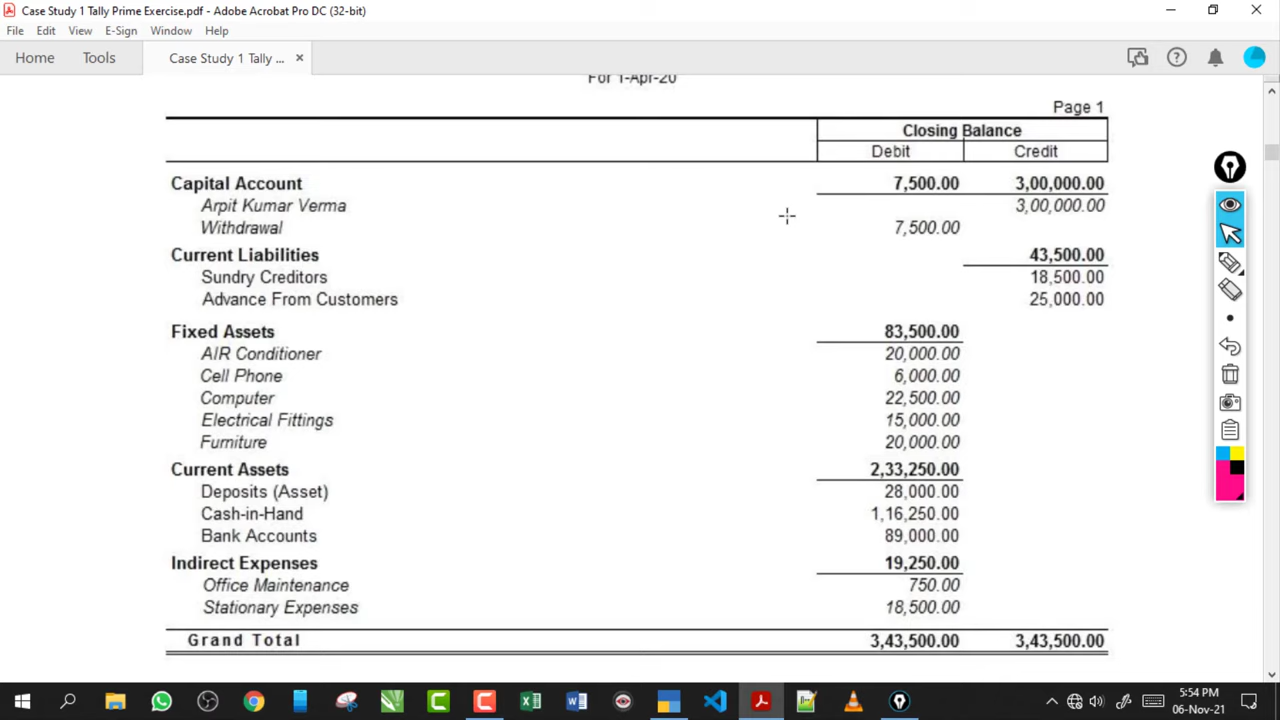 Case Study 1 Tally Prime Exercise.pdf - Adobe Acrobat Pro DC (32-bit)
File Edit View E-Sign Window Help
Home Tools Case Study 1 Tally ... ×
For 1-Apr-20
Page 1
Closing Balance
Debit Credit
Capital Account 7,500.00 3,00,000.00
Arpit Kumar Verma 3,00,000.00
Withdrawal 7,500.00
Current Liabilities 43,500.00
Sundry Creditors 18,500.00
Advance From Customers 25,000.00
Fixed Assets 83,500.00
AIR Conditioner 20,000.00
Cell Phone 6,000.00
Computer 22,500.00
Electrical Fittings 15,000.00
Furniture 20,000.00
Current Assets 2,33,250.00
Deposits (Asset) 28,000.00
Cash-in-Hand 1,16,250.00
Bank Accounts 89,000.00
Indirect Expenses 19,250.00
Office Maintenance 750.00
Stationary Expenses 18,500.00
Grand Total 3,43,500.00 3,43,500.00
5:54 PM
06-Nov-21